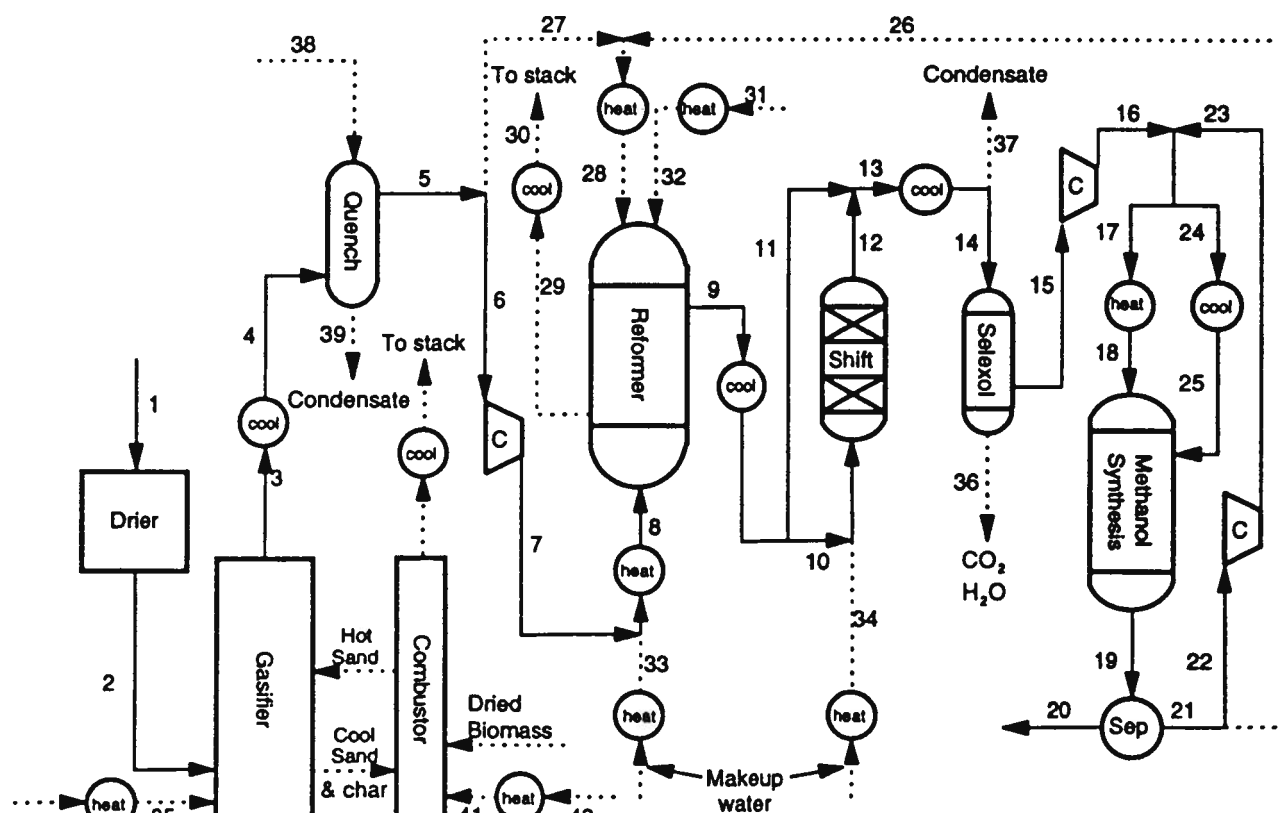 27
26
38
To stack
Condensate
heat
heat
31
16
23
30
37
13
5
28
32
cool
cool
C
Quench
14
17
24
11
12
15
29
9
6
Reformer
heat
cool
4
39
Shift
Selexol
18
To stack
cool
25
Condensate
1
cool
cool
C
Methanol
Synthesis
3
36
C
Drier
8
7
10
heat
CO₂
H₂O
34
Hot
Sand
33
2
Gasifier
Combustor
19
22
Dried
Biomass
heat
heat
20
Sep
21
Cool
Sand
& char
Makeup
water
heat
heat